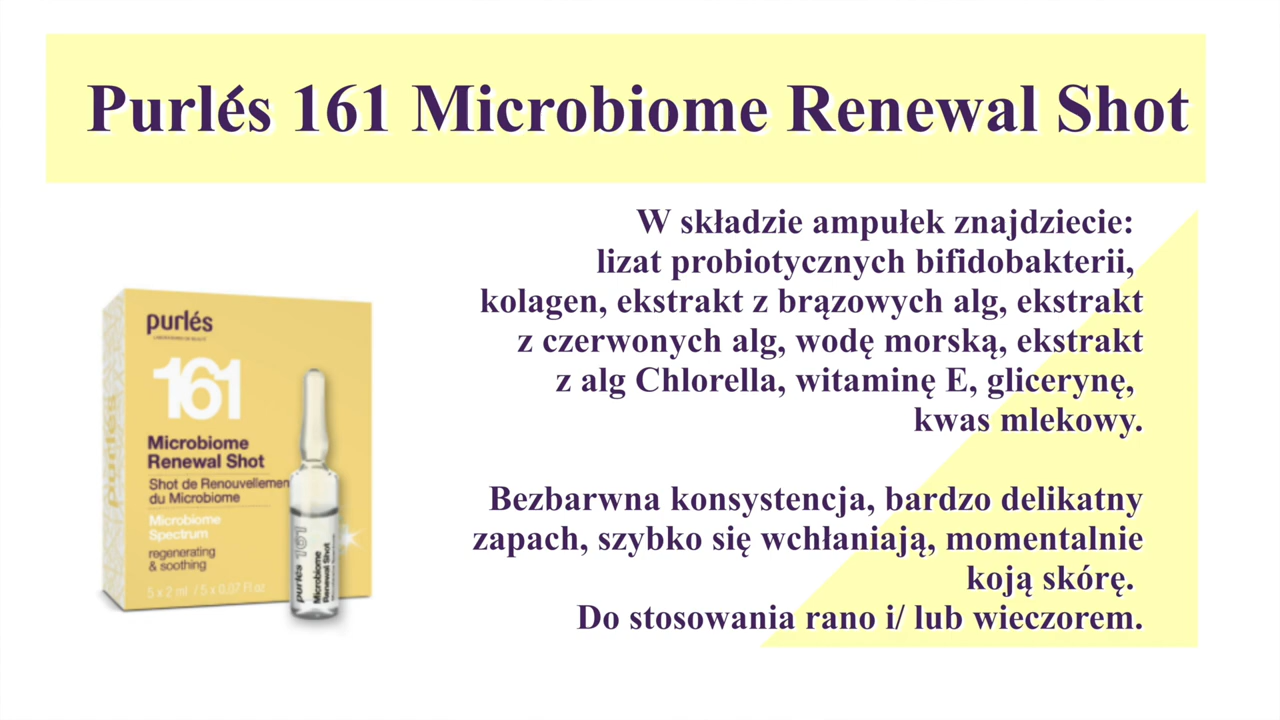 Purlés 161 Microbiome Renewal Shot
W składzie ampułek znajdziecie:
lizat probiotycznych bifidobakterii,
kolagen, ekstrakt z brązowych alg, ekstrakt
z czerwonych alg, wodę morską, ekstrakt
z alg Chlorella, witaminę E, glicerynę,
kwas mlekowy.
Bezbarwna konsystencja, bardzo delikatny
zapach, szybko się wchłaniają, momentalnie
koją skórę.
Do stosowania rano i/ lub wieczorem.
purlés
161
Microbiome
Renewal Shot
Shot de Renouvellemen
du Microbiome
Microbiome
Spectrum
regenerating
& soothing
5 x 2 ml / 5 x 0,07 Fl oz
purlés
purlés 161
Microbiome
Renewal Shot